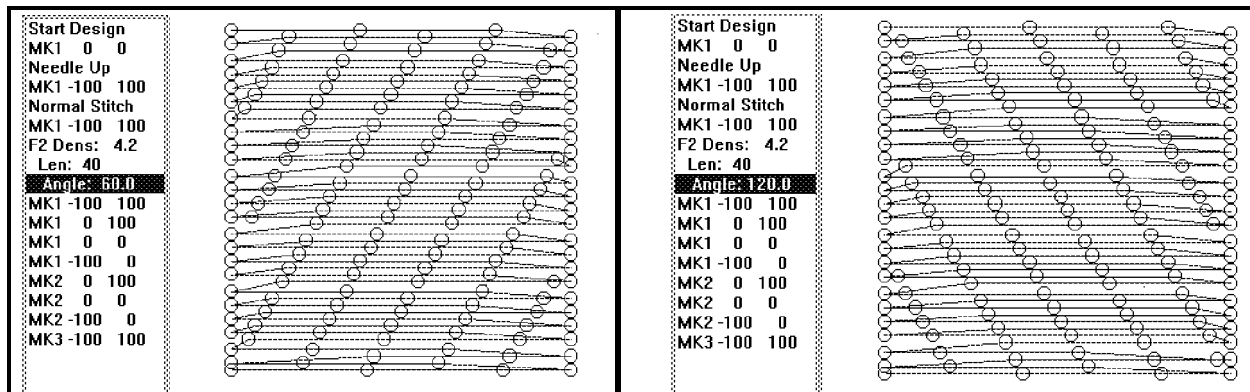 Start Design
MK1 0 0
Needle Up
MK1 -100 100
Normal Stitch
MK1 -100 100
F2 Dens: 4.2
Len: 40
Angle: 60.0
MK1 -100 100
MK1 0 100
MK1 0 0
MK1 -100 0
MK2 0 100
MK2 0 0
MK2 -100 0
MK3 -100 100
Start Design
MK1 0 0
Needle Up
MK1 -100 100
Normal Stitch
MK1 -100 100
F2 Dens: 4.2
Len: 40
Angle: 120.0
MK1 -100 100
MK1 0 100
MK1 0 0
MK1 -100 0
MK2 0 100
MK2 0 0
MK2 -100 0
MK3 -100 100